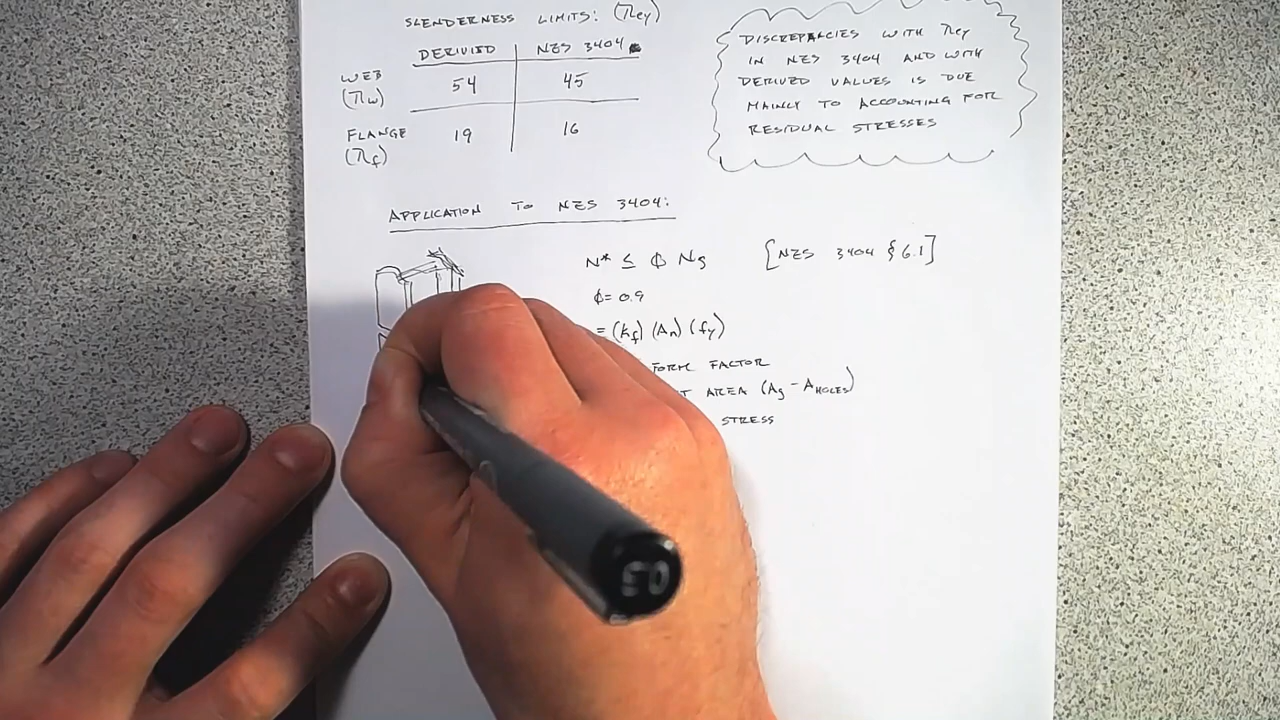 SLENDERNESS LIMITS: (λey)
DERIVED NZS 3404
WEB 54 45
(λw)
FLANGE 19 16
(λf)
DISCREPANCIES WITH λey
IN NZS 3404 AND WITH
DERIVED VALUES IS DUE
MAINLY TO ACCOUNTING FOR
RESIDUAL STRESSES
APPLICATION TO NZS 3404:
N* ≤ φ Ns [NZS 3404 § 6.1]
φ = 0.9
= (kf) (An) (fy)
FORM FACTOR
AREA (Ag - AHOLES)
STRESS
0.3